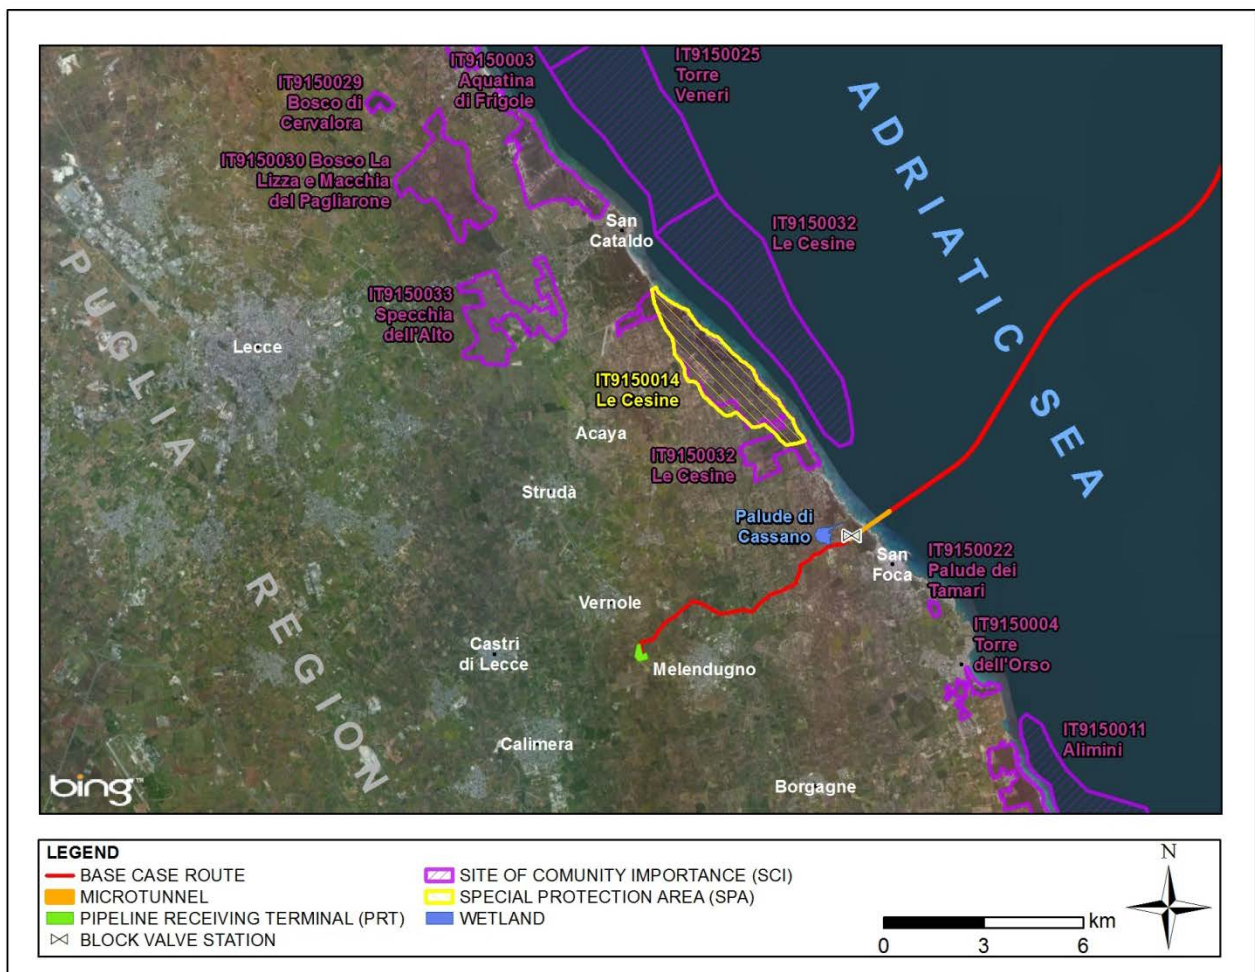 IT9150003
Aquatina
di Frigole
IT9150025
Torre
Veneri
IT9150029
Bosco di
Cervalora
IT9150030 Bosco La
Lizza e Macchia
del Pagliarone
ADRIATIC SEA
San
Cataldo
IT9150032
Le Cesine
PUGLIA REGION
IT9150033
Specchia
dell'Alto
Lecce
IT9150014
Le Cesine
Acaya
IT9150032
Le Cesine
Strudà
Palude di
Cassano
San
Foca
IT9150022
Palude dei
Tamari
Vernole
IT9150004
Torre
dell'Orso
Castri
di Lecce
Melendugno
IT9150011
Alimini
Calimera
Borgagne
bing™
LEGEND
BASE CASE ROUTE
MICROTUNNEL
PIPELINE RECEIVING TERMINAL (PRT)
BLOCK VALVE STATION
SITE OF COMUNITY IMPORTANCE (SCI)
SPECIAL PROTECTION AREA (SPA)
WETLAND
N
km
0 3 6